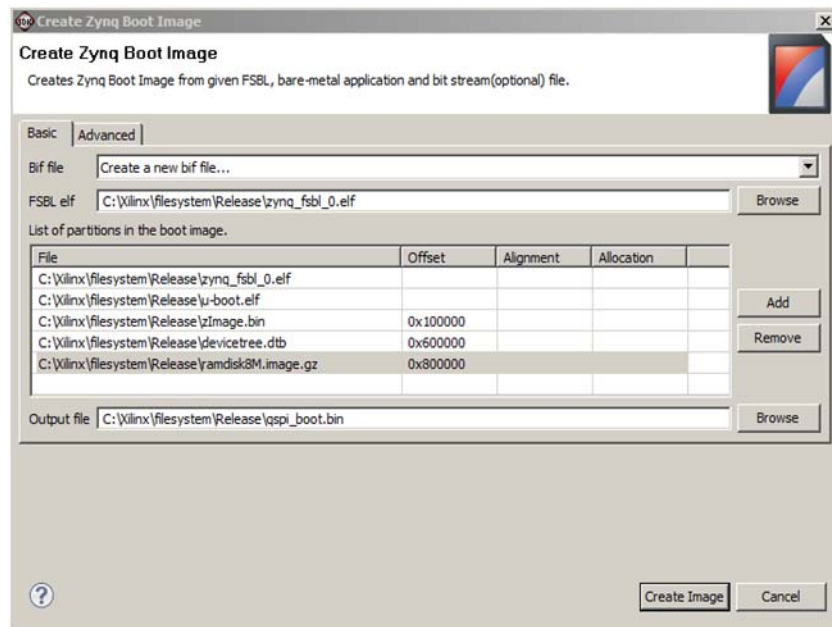 Create Zynq Boot Image
Create Zynq Boot Image
Creates Zynq Boot Image from given FSBL, bare-metal application and bit stream(optional) file.
Basic Advanced
Bif file Create a new bif file...
FSBL elf C:\Xilinx\filesystem\Release\zynq_fsbl_0.elf Browse
List of partitions in the boot image.
File Offset Alignment Allocation
C:\Xilinx\filesystem\Release\zynq_fsbl_0.elf
C:\Xilinx\filesystem\Release\u-boot.elf
Add
C:\Xilinx\filesystem\Release\zImage.bin 0x100000
C:\Xilinx\filesystem\Release\devicetree.dtb 0x600000
Remove
C:\Xilinx\filesystem\Release\ramdisk8M.image.gz 0x800000
Output file C:\Xilinx\filesystem\Release\qspi_boot.bin Browse
? Create Image Cancel